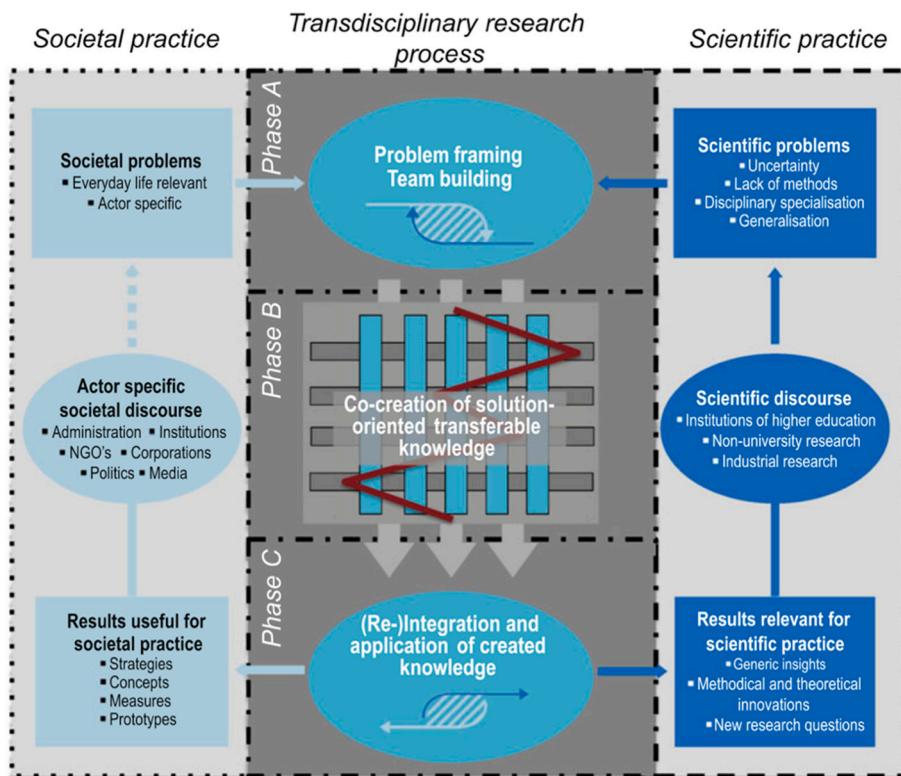 Societal practice
Transdisciplinary research
process
Scientific practice
Phase A
Societal problems
▪ Everyday life relevant
▪ Actor specific
Problem framing
Team building
Scientific problems
▪ Uncertainty
▪ Lack of methods
▪ Disciplinary specialisation
▪ Generalisation
Phase B
Actor specific
societal discourse
▪ Administration ▪ Institutions
▪ NGO's ▪ Corporations
▪ Politics ▪ Media
Co-creation of solution-
oriented transferable
knowledge
Scientific discourse
▪ Institutions of higher education
▪ Non-university research
▪ Industrial research
Phase C
Results useful for
societal practice
▪ Strategies
▪ Concepts
▪ Measures
▪ Prototypes
(Re-)Integration and
application of created
knowledge
Results relevant for
scientific practice
▪ Generic insights
▪ Methodical and theoretical
innovations
▪ New research questions